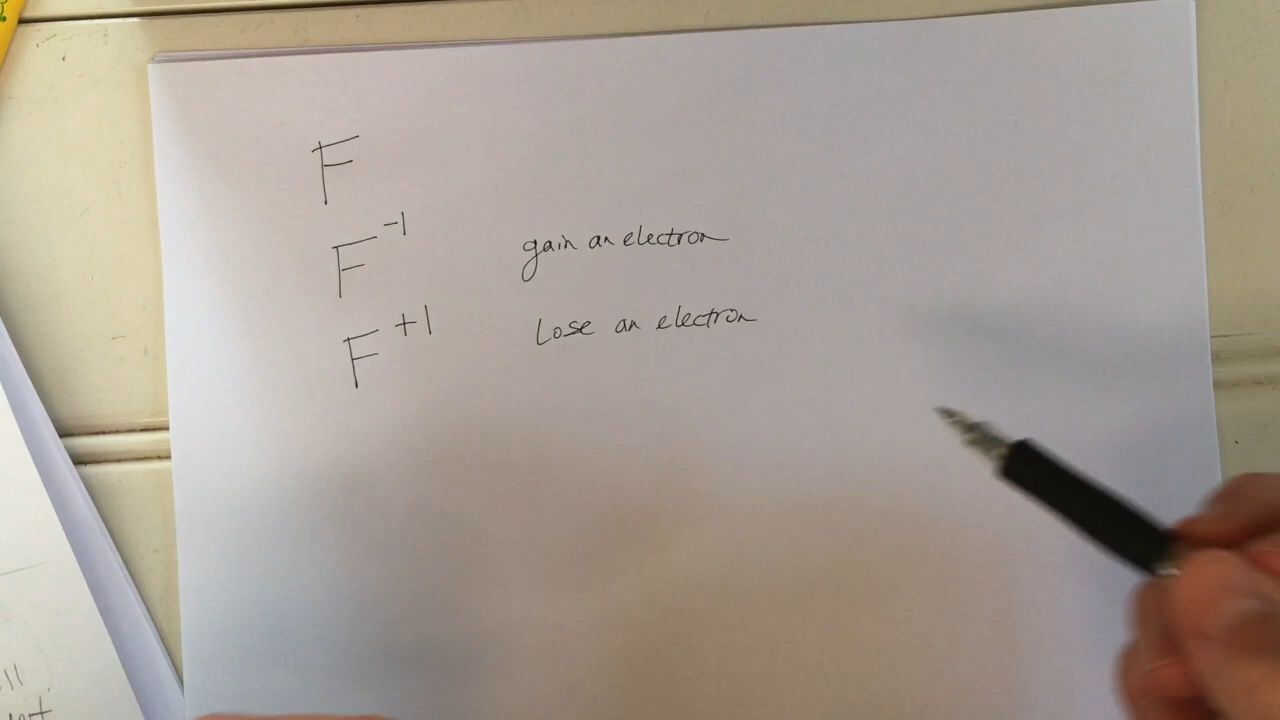 F
F⁻¹ gain an electron
F⁺¹ Lose an electron